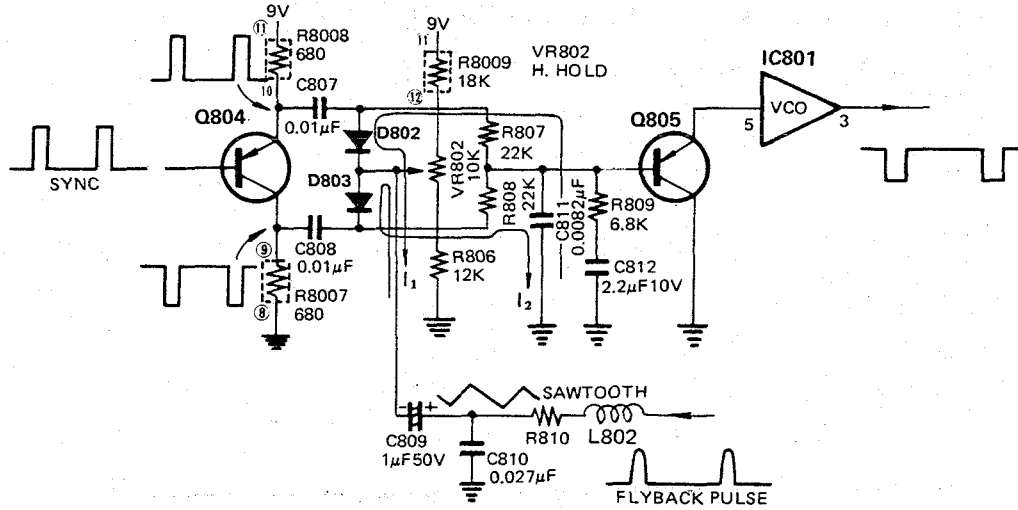 9V
⑪
R8008
680
10
C807
0.01µF
Q804
SYNC
D802
D803
⑨
C808
0.01µF
R8007
680
⑧
9V
11
R8009
18K
⑫
VR802
H. HOLD
VR802
10K
R807
22K
R808
22K
R806
12K
I₁
I₂
C811
0.0082µF
R809
6.8K
C812
2.2µF10V
Q805
IC801
VCO
5
3
SAWTOOTH
- +
C809
1µF50V
C810
0.027µF
R810
L802
FLYBACK PULSE